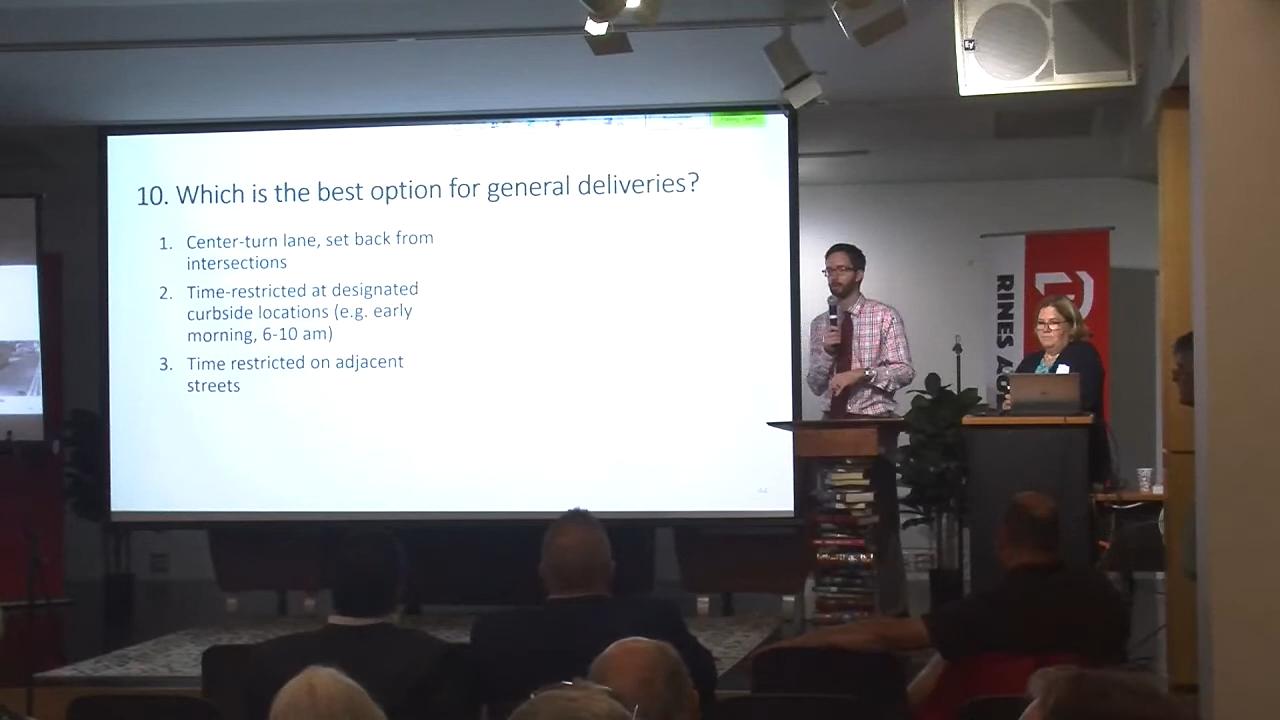 10. Which is the best option for general deliveries?
1. Center-turn lane, set back from
intersections
2. Time-restricted at designated
curbside locations (e.g. early
morning, 6-10 am)
3. Time restricted on adjacent
streets
RINES